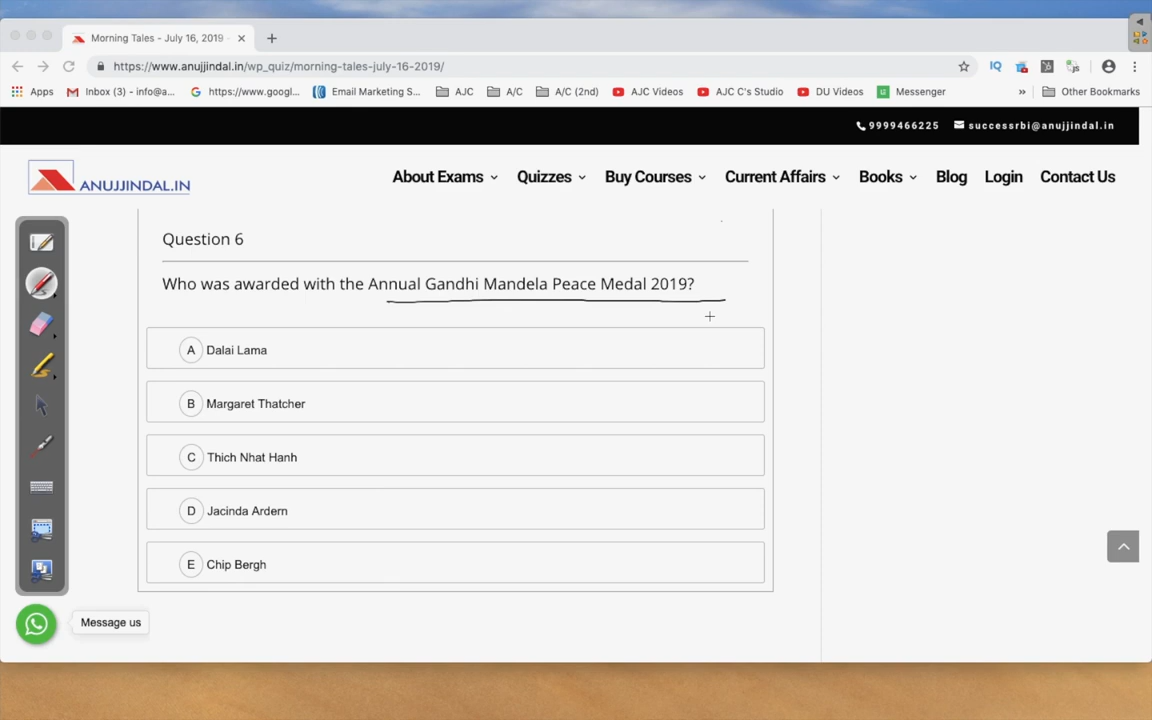 Morning Tales - July 16, 2019 -
https://www.anujjindal.in/wp_quiz/morning-tales-july-16-2019/
IQ
Apps Inbox (3) - info@a... https://www.googl... Email Marketing S... AJC A/C A/C (2nd) AJC Videos AJC C's Studio DU Videos Messenger » Other Bookmarks
9999466225 successrbi@anujjindal.in
ANUJJINDAL.IN
About Exams Quizzes Buy Courses Current Affairs Books Blog Login Contact Us
Question 6
Who was awarded with the Annual Gandhi Mandela Peace Medal 2019?
A Dalai Lama
B Margaret Thatcher
C Thich Nhat Hanh
D Jacinda Ardern
E Chip Bergh
Message us